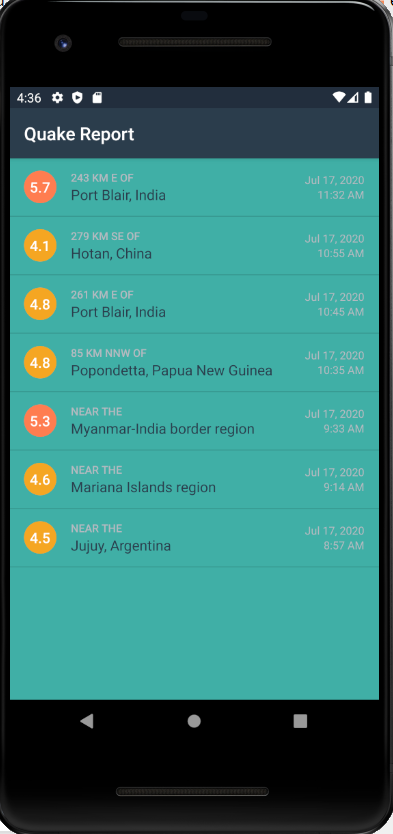 4:36
Quake Report
5.7
243 KM E OF
Port Blair, India
Jul 17, 2020
11:32 AM
4.1
279 KM SE OF
Hotan, China
Jul 17, 2020
10:55 AM
4.8
261 KM E OF
Port Blair, India
Jul 17, 2020
10:45 AM
4.8
85 KM NNW OF
Popondetta, Papua New Guinea
Jul 17, 2020
10:35 AM
5.3
NEAR THE
Myanmar-India border region
Jul 17, 2020
9:33 AM
4.6
NEAR THE
Mariana Islands region
Jul 17, 2020
9:14 AM
4.5
NEAR THE
Jujuy, Argentina
Jul 17, 2020
8:57 AM